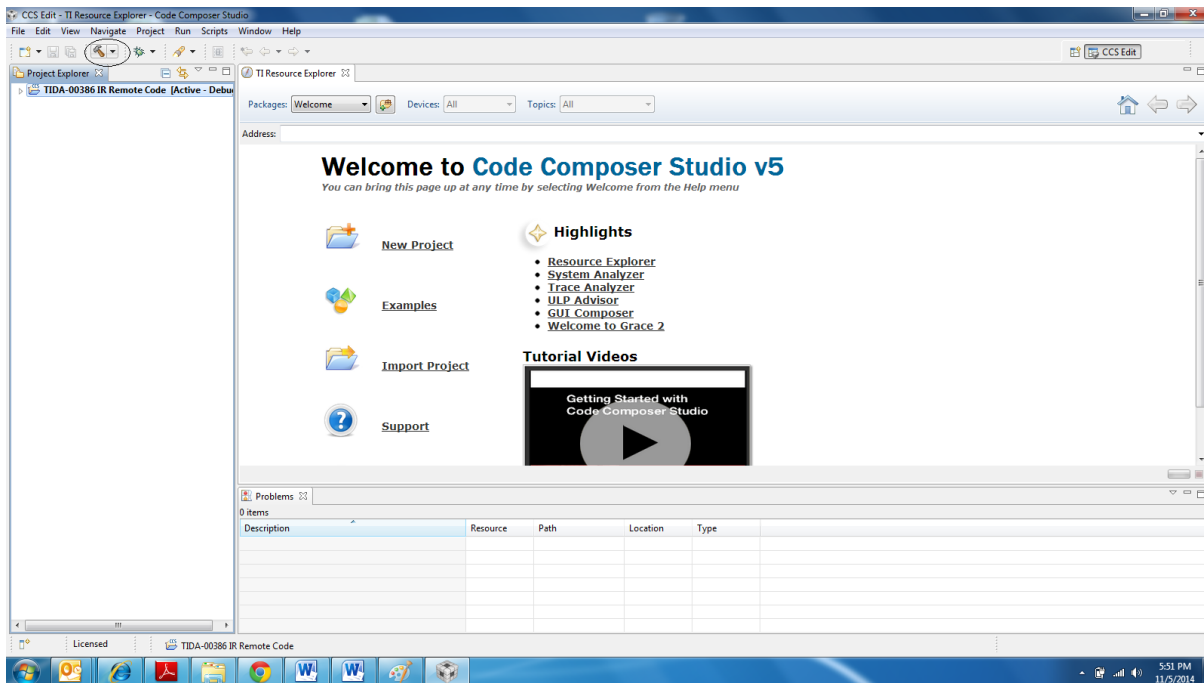 CCS Edit - TI Resource Explorer - Code Composer Studio
File Edit View Navigate Project Run Scripts Window Help
CCS Edit
Project Explorer
TI Resource Explorer
TIDA-00386 IR Remote Code [Active - Debu
Packages: Welcome Devices: All Topics: All
Address:
Welcome to Code Composer Studio v5
You can bring this page up at any time by selecting Welcome from the Help menu
New Project
Examples
Import Project
Support
Highlights
Resource Explorer
System Analyzer
Trace Analyzer
ULP Advisor
GUI Composer
Welcome to Grace 2
Tutorial Videos
Getting Started with
Code Composer Studio
Problems
0 items
Description Resource Path Location Type
Licensed TIDA-00386 IR Remote Code
5:51 PM
11/5/2014